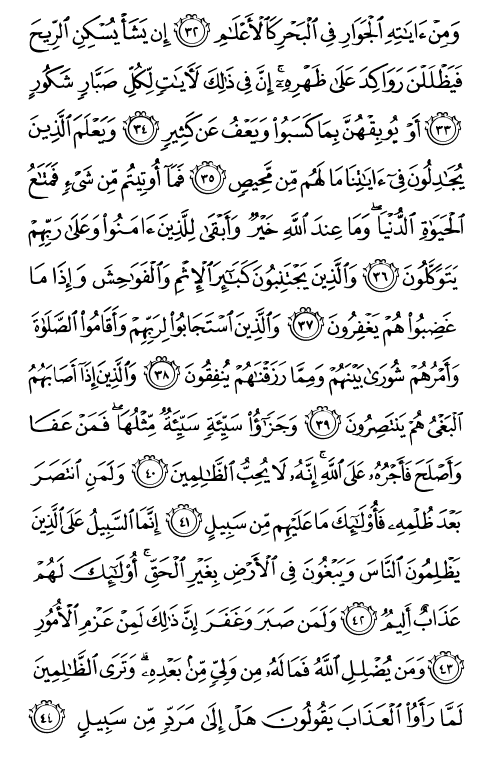 وَمِنْ ءَايَٰتِهِ ٱلْجَوَارِ فِى ٱلْبَحْرِ كَٱلْأَعْلَٰمِ ٣٢ إِن يَشَأْ يُسْكِنِ ٱلرِّيحَ
فَيَظْلَلْنَ رَوَاكِدَ عَلَىٰ ظَهْرِهِۦٓ ۚ إِنَّ فِى ذَٰلِكَ لَءَايَٰتٍ لِّكُلِّ صَبَّارٍ شَكُورٍ
٣٣ أَوْ يُوبِقْهُنَّ بِمَا كَسَبُوا۟ وَيَعْفُ عَن كَثِيرٍ ٣٤ وَيَعْلَمَ ٱلَّذِينَ
يُجَٰدِلُونَ فِىٓ ءَايَٰتِنَا مَا لَهُم مِّن مَّحِيصٍ ٣٥ فَمَآ أُوتِيتُم مِّن شَىْءٍ فَمَتَٰعُ
ٱلْحَيَوٰةِ ٱلدُّنْيَا ۖ وَمَا عِندَ ٱللَّهِ خَيْرٌ وَأَبْقَىٰ لِلَّذِينَ ءَامَنُوا۟ وَعَلَىٰ رَبِّهِمْ
يَتَوَكَّلُونَ ٣٦ وَٱلَّذِينَ يَجْتَنِبُونَ كَبَٰٓئِرَ ٱلْإِثْمِ وَٱلْفَوَٰحِشَ وَإِذَا مَا
غَضِبُوا۟ هُمْ يَغْفِرُونَ ٣٧ وَٱلَّذِينَ ٱسْتَجَابُوا۟ لِرَبِّهِمْ وَأَقَامُوا۟ ٱلصَّلَوٰةَ
وَأَمْرُهُمْ شُورَىٰ بَيْنَهُمْ وَمِمَّا رَزَقْنَٰهُمْ يُنفِقُونَ ٣٨ وَٱلَّذِينَ إِذَآ أَصَابَهُمُ
ٱلْبَغْىُ هُمْ يَنتَصِرُونَ ٣٩ وَجَزَٰٓؤُا۟ سَيِّئَةٍ سَيِّئَةٌ مِّثْلُهَا ۖ فَمَنْ عَفَا
وَأَصْلَحَ فَأَجْرُهُۥ عَلَى ٱللَّهِ ۚ إِنَّهُۥ لَا يُحِبُّ ٱلظَّٰلِمِينَ ٤٠ وَلَمَنِ ٱنتَصَرَ
بَعْدَ ظُلْمِهِۦ فَأُو۟لَٰٓئِكَ مَا عَلَيْهِم مِّن سَبِيلٍ ٤١ إِنَّمَا ٱلسَّبِيلُ عَلَى ٱلَّذِينَ
يَظْلِمُونَ ٱلنَّاسَ وَيَبْغُونَ فِى ٱلْأَرْضِ بِغَيْرِ ٱلْحَقِّ ۚ أُو۟لَٰٓئِكَ لَهُمْ
عَذَابٌ أَلِيمٌ ٤٢ وَلَمَن صَبَرَ وَغَفَرَ إِنَّ ذَٰلِكَ لَمِنْ عَزْمِ ٱلْأُمُورِ
٤٣ وَمَن يُضْلِلِ ٱللَّهُ فَمَا لَهُۥ مِن وَلِىٍّ مِّنۢ بَعْدِهِۦ ۗ وَتَرَى ٱلظَّٰلِمِينَ
لَمَّا رَأَوُا۟ ٱلْعَذَابَ يَقُولُونَ هَلْ إِلَىٰ مَرَدٍّ مِّن سَبِيلٍ ٤٤